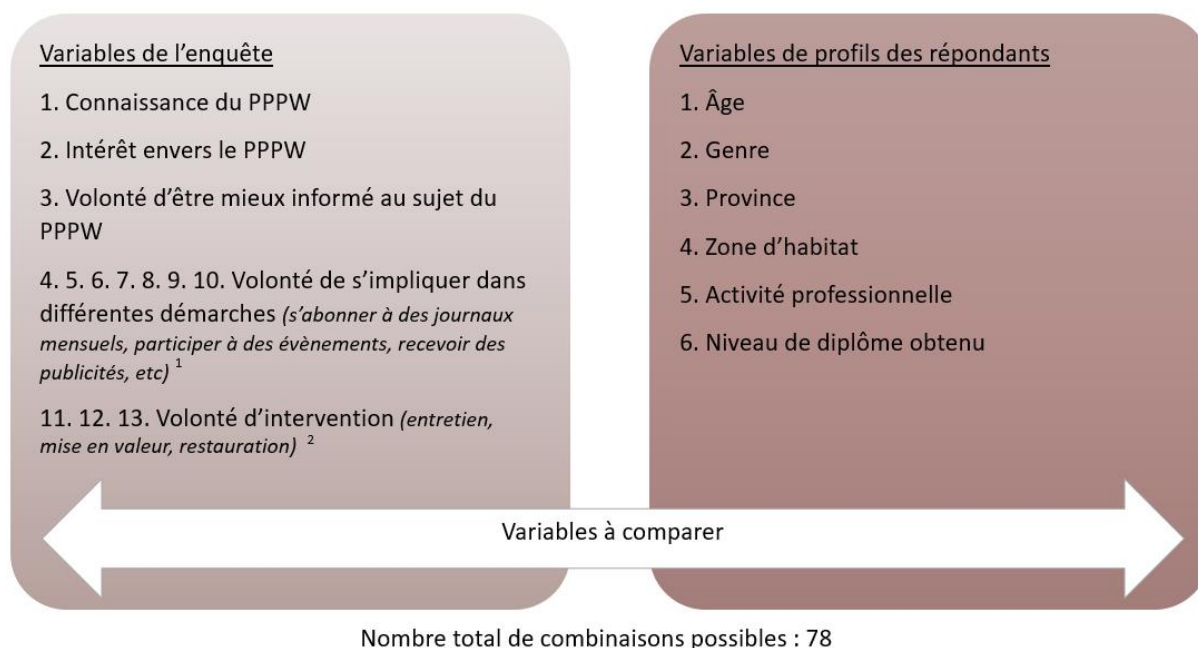 Variables de l’enquête
1. Connaissance du PPPW
2. Intérêt envers le PPPW
3. Volonté d’être mieux informé au sujet du
PPPW
4. 5. 6. 7. 8. 9. 10. Volonté de s’impliquer dans
différentes démarches (s’abonner à des journaux
mensuels, participer à des évènements, recevoir des
publicités, etc) 1
11. 12. 13. Volonté d’intervention (entretien,
mise en valeur, restauration) 2
Variables de profils des répondants
1. Âge
2. Genre
3. Province
4. Zone d’habitat
5. Activité professionnelle
6. Niveau de diplôme obtenu
Variables à comparer
Nombre total de combinaisons possibles : 78